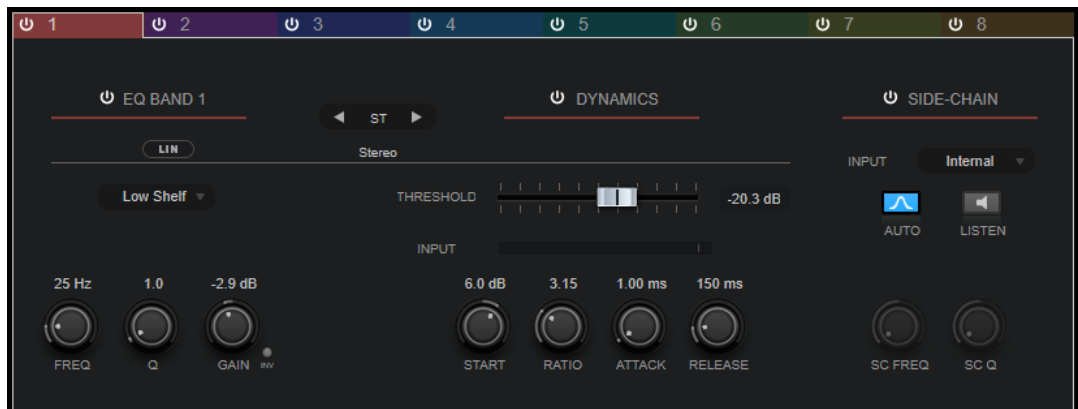 1 2 3 4 5 6 7 8
EQ BAND 1
ST
DYNAMICS
SIDE-CHAIN
LIN
Stereo
INPUT Internal
Low Shelf
THRESHOLD -20.3 dB
AUTO LISTEN
INPUT
25 Hz 1.0 -2.9 dB
6.0 dB 3.15 1.00 ms 150 ms
FREQ Q GAIN INV
START RATIO ATTACK RELEASE
SC FREQ SC Q